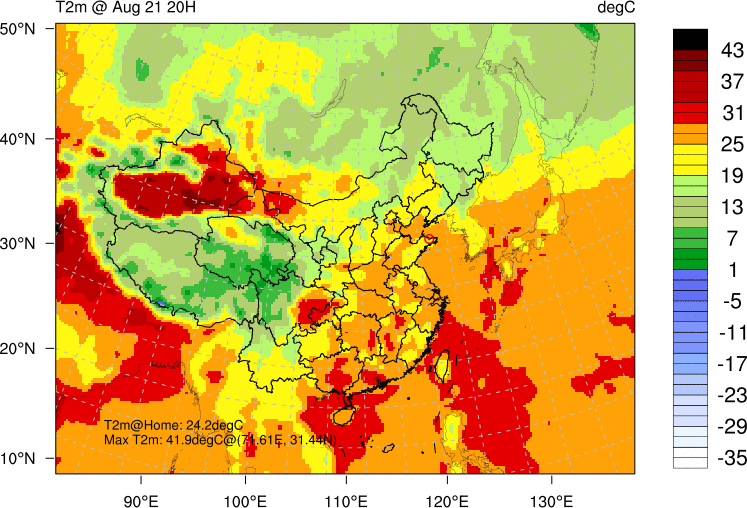 T2m @ Aug 21 20H degC
50°N
40°N
30°N
20°N
10°N
90°E 100°E 110°E 120°E 130°E
T2m@Home: 24.2degC
Max T2m: 41.9degC@(71.61E, 31.44N)
43
37
31
25
19
13
7
1
-5
-11
-17
-23
-29
-35